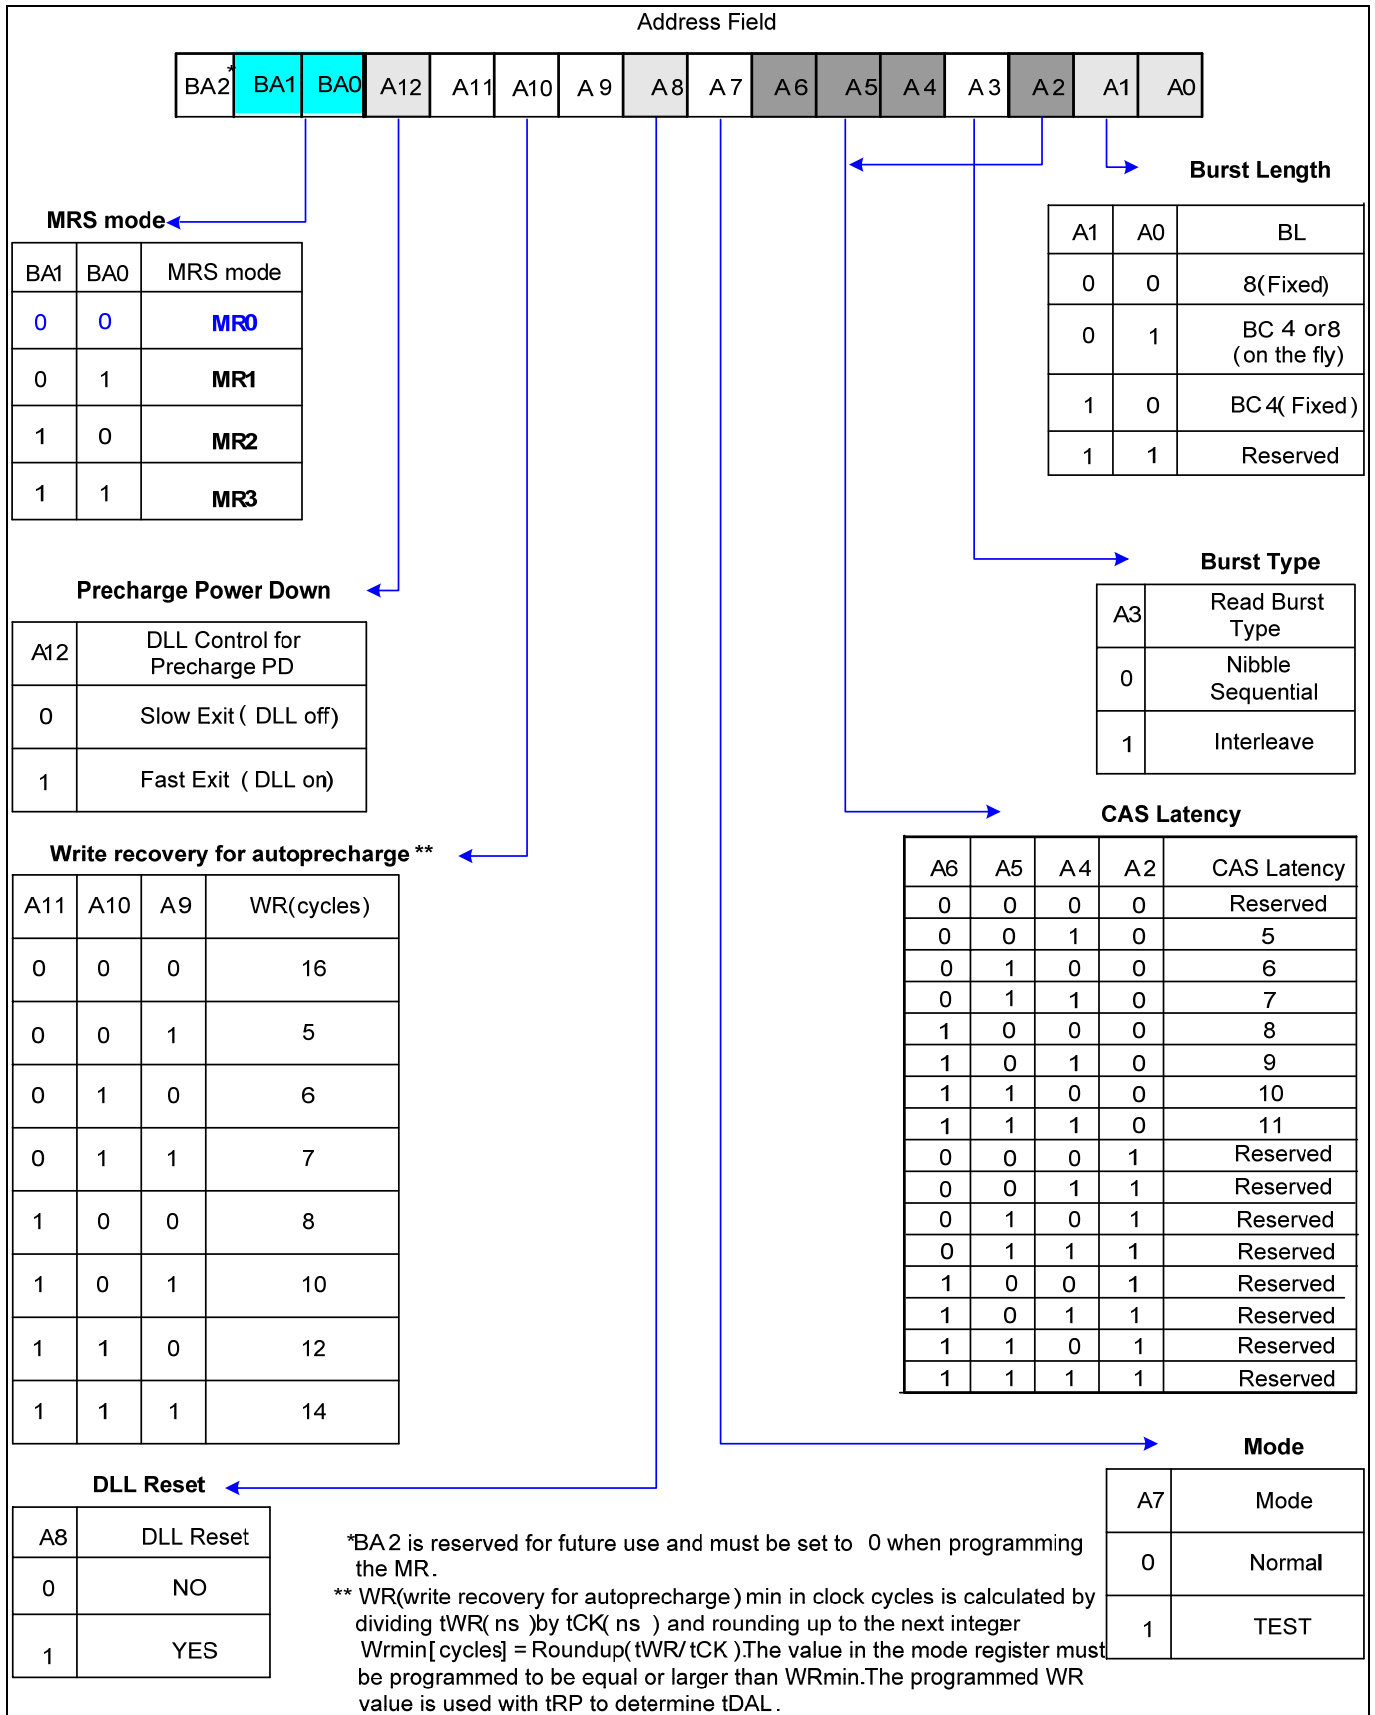 Address Field
BA2* BA1 BA0 A12 A11 A10 A9 A8 A7 A6 A5 A4 A3 A2 A1 A0
MRS mode
BA1 BA0 MRS mode
0 0 MR0
0 1 MR1
1 0 MR2
1 1 MR3
Burst Length
A1 A0 BL
0 0 8(Fixed)
0 1 BC 4 or8
(on the fly)
1 0 BC4(Fixed)
1 1 Reserved
Precharge Power Down
A12 DLL Control for
Precharge PD
0 Slow Exit ( DLL off)
1 Fast Exit ( DLL on)
Burst Type
A3 Read Burst
Type
0 Nibble
Sequential
1 Interleave
Write recovery for autoprecharge **
A11 A10 A9 WR(cycles)
0 0 0 16
0 0 1 5
0 1 0 6
0 1 1 7
1 0 0 8
1 0 1 10
1 1 0 12
1 1 1 14
CAS Latency
A6 A5 A4 A2 CAS Latency
0 0 0 0 Reserved
0 0 1 0 5
0 1 0 0 6
0 1 1 0 7
1 0 0 0 8
1 0 1 0 9
1 1 0 0 10
1 1 1 0 11
0 0 0 1 Reserved
0 0 1 1 Reserved
0 1 0 1 Reserved
0 1 1 1 Reserved
1 0 0 1 Reserved
1 0 1 1 Reserved
1 1 0 1 Reserved
1 1 1 1 Reserved
DLL Reset
A8 DLL Reset
0 NO
1 YES
Mode
A7 Mode
0 Normal
1 TEST
*BA2 is reserved for future use and must be set to 0 when programming
the MR.
** WR(write recovery for autoprecharge) min in clock cycles is calculated by
dividing tWR( ns )by tCK( ns ) and rounding up to the next integer:
Wrmin[cycles] = Roundup(tWR/tCK).The value in the mode register must
be programmed to be equal or larger than WRmin.The programmed WR
value is used with tRP to determine tDAL.